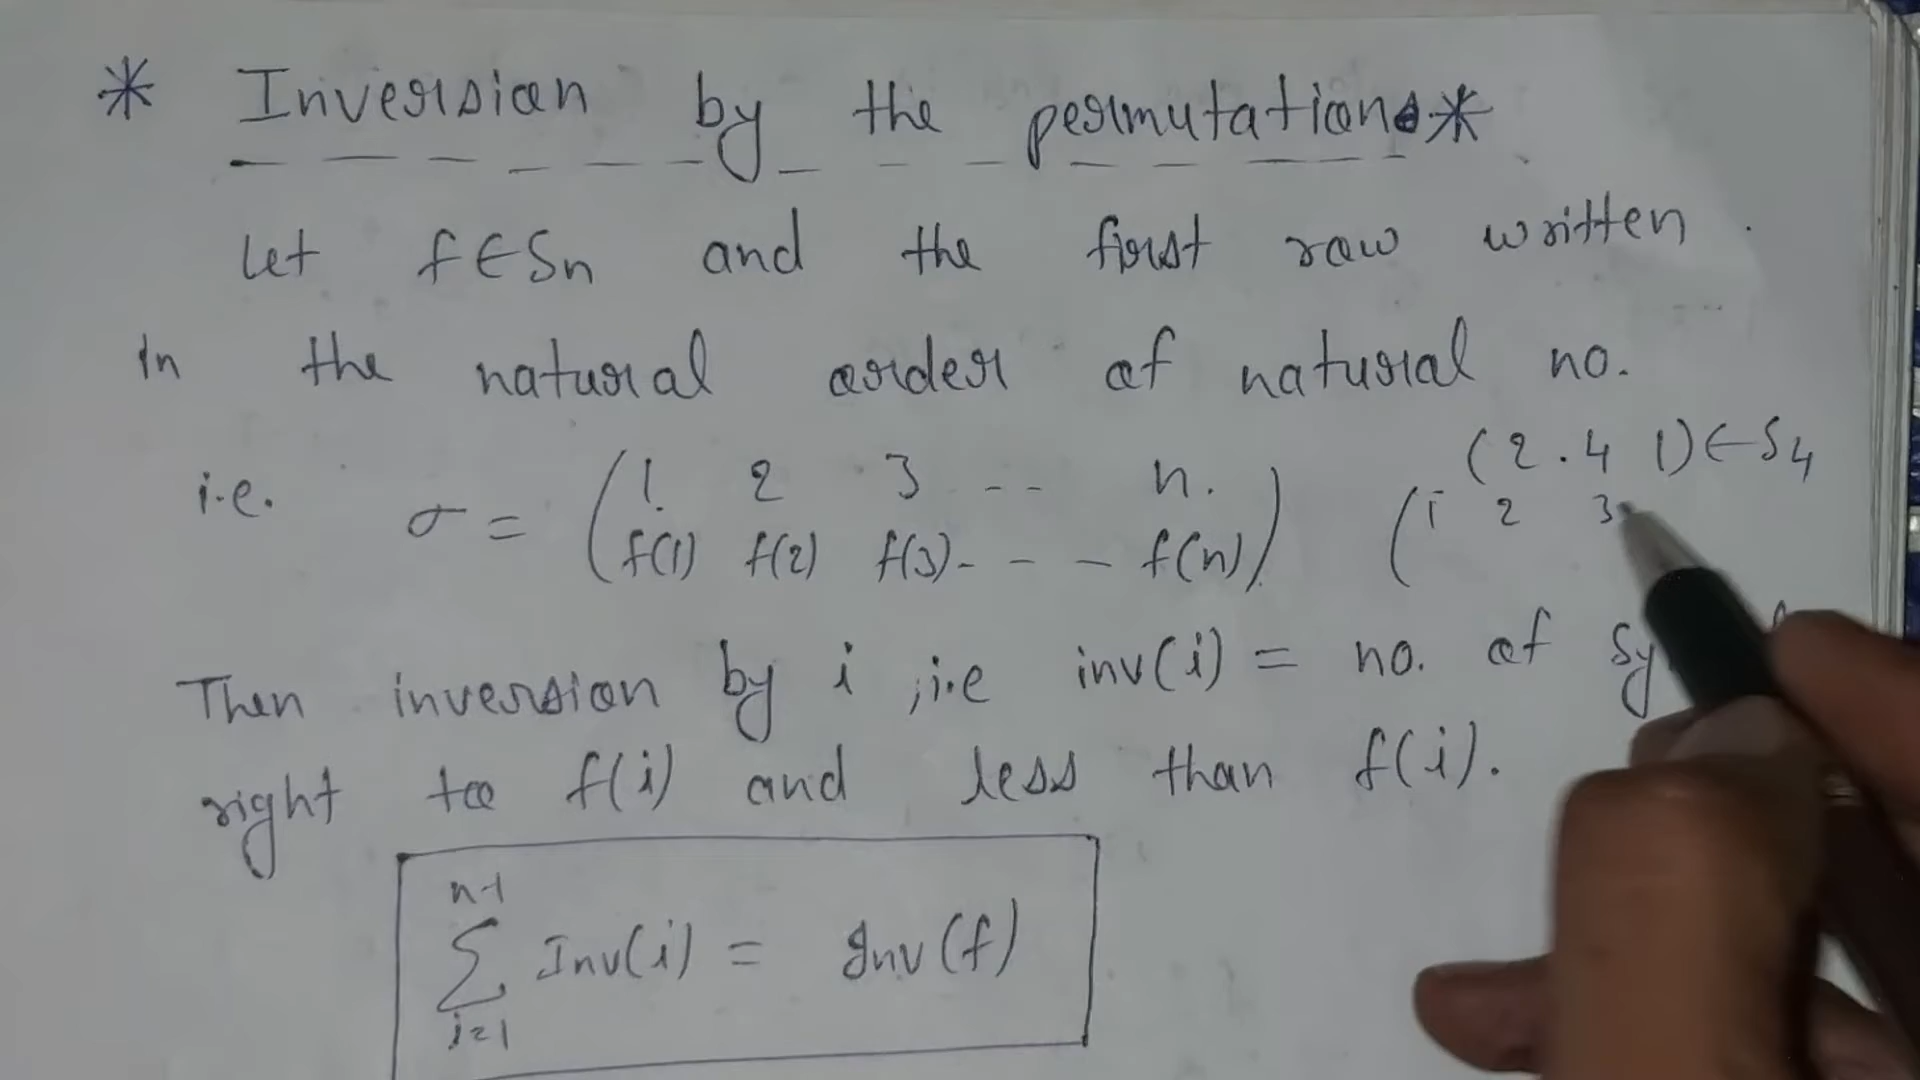 * Inversion by the permutations *
Let f∈Sn and the first raw written
in the natural order of natural no.
(2 4 1)∈S4
i.e. σ = (1 2 3 -- n.
f(1) f(2) f(3) - - - f(n))
(1 2 3
Then inversion by i, i.e inv(i) = no. of
right too f(i) and less than f(i).
n-1
Σ Inv(i) = Inv(f)
i=1